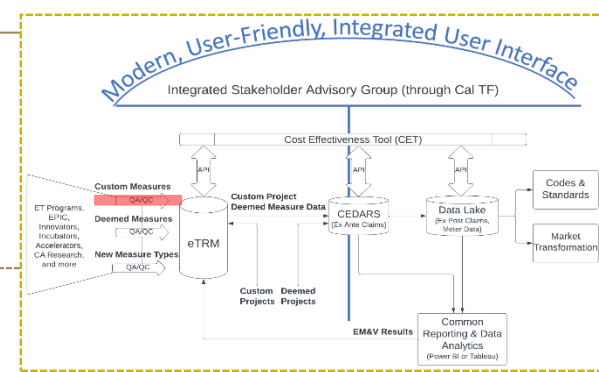 Modern, User-Friendly, Integrated User Interface
Integrated Stakeholder Advisory Group (through Cal TF)
Cost Effectiveness Tool (CET)
API
API
API
Custom Measures
QA/QC
Deemed Measures
QA/QC
New Measure Types
QA/QC
ET Programs,
EPIC,
Innovators,
Incubators,
Accelerators,
CA Research,
and more
eTRM
Custom Project
Deemed Measure Data
CEDARS
(Ex Ante Claims)
Data Lake
(Ex Post Claims,
Meter Data)
Codes &
Standards
Market
Transformation
Custom
Projects
Deemed
Projects
EM&V Results
Common
Reporting & Data
Analytics
(Power BI or Tableau)